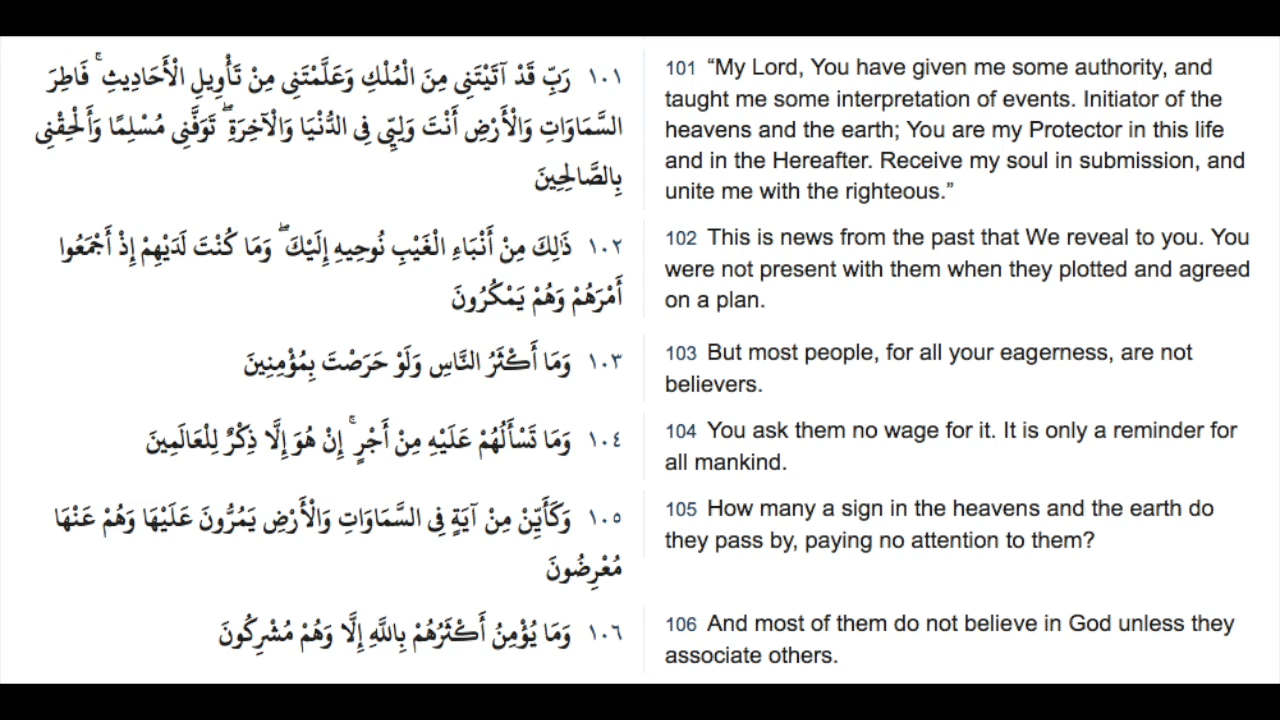 ١٠١ رَبِّ قَدْ آتَيْتَنِي مِنَ الْمُلْكِ وَعَلَّمْتَنِي مِنْ تَأْوِيلِ الْأَحَادِيثِ ۚ فَاطِرَ
السَّمَاوَاتِ وَالْأَرْضِ أَنْتَ وَلِيِّي فِي الدُّنْيَا وَالْآخِرَةِ ۖ تَوَفَّنِي مُسْلِمًا وَأَلْحِقْنِي
بِالصَّالِحِينَ
101 “My Lord, You have given me some authority, and
taught me some interpretation of events. Initiator of the
heavens and the earth; You are my Protector in this life
and in the Hereafter. Receive my soul in submission, and
unite me with the righteous.”
١٠٢ ذَٰلِكَ مِنْ أَنْبَاءِ الْغَيْبِ نُوحِيهِ إِلَيْكَ ۖ وَمَا كُنْتَ لَدَيْهِمْ إِذْ أَجْمَعُوا
أَمْرَهُمْ وَهُمْ يَمْكُرُونَ
102 This is news from the past that We reveal to you. You
were not present with them when they plotted and agreed
on a plan.
١٠٣ وَمَا أَكْثَرُ النَّاسِ وَلَوْ حَرَصْتَ بِمُؤْمِنِينَ
103 But most people, for all your eagerness, are not
believers.
١٠٤ وَمَا تَسْأَلُهُمْ عَلَيْهِ مِنْ أَجْرٍ ۚ إِنْ هُوَ إِلَّا ذِكْرٌ لِلْعَالَمِينَ
104 You ask them no wage for it. It is only a reminder for
all mankind.
١٠٥ وَكَأَيِّنْ مِنْ آيَةٍ فِي السَّمَاوَاتِ وَالْأَرْضِ يَمُرُّونَ عَلَيْهَا وَهُمْ عَنْهَا
مُعْرِضُونَ
105 How many a sign in the heavens and the earth do
they pass by, paying no attention to them?
١٠٦ وَمَا يُؤْمِنُ أَكْثَرُهُمْ بِاللَّهِ إِلَّا وَهُمْ مُشْرِكُونَ
106 And most of them do not believe in God unless they
associate others.